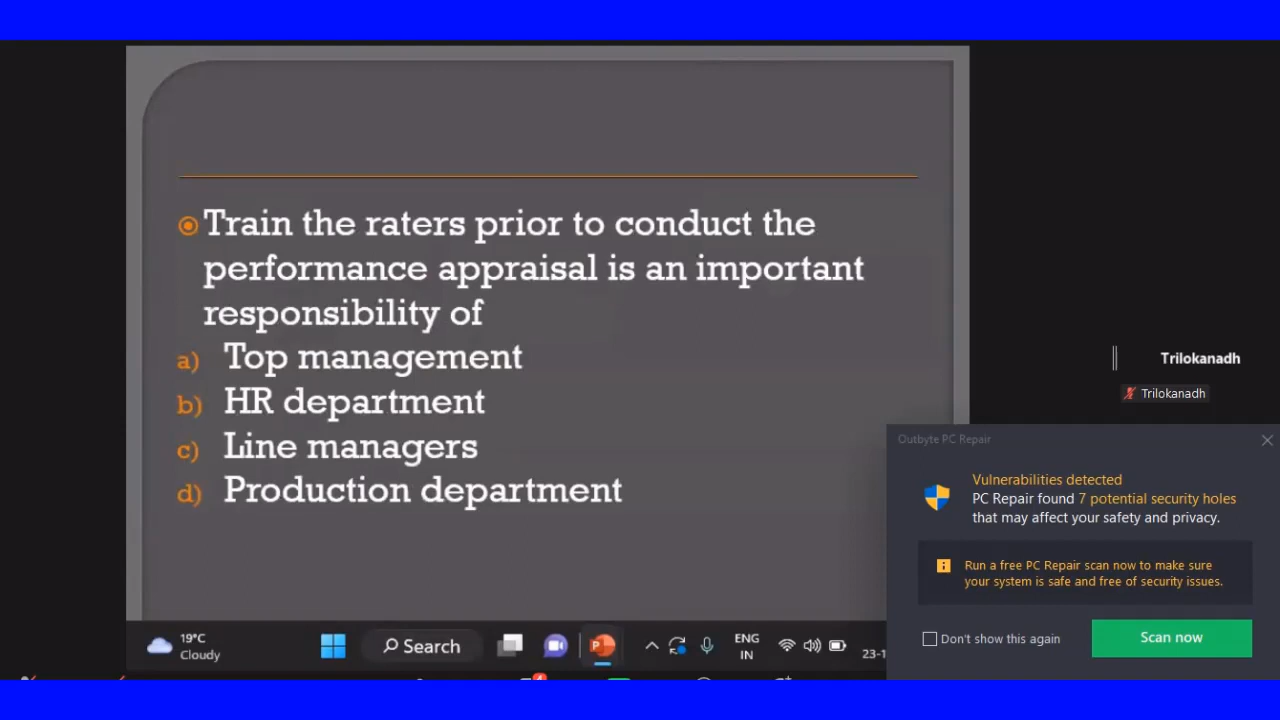 Train the raters prior to conduct the
performance appraisal is an important
responsibility of
a) Top management
b) HR department
c) Line managers
d) Production department
Trilokanadh
Trilokanadh
Outbyte PC Repair
Vulnerabilities detected
PC Repair found 7 potential security holes
that may affect your safety and privacy.
Run a free PC Repair scan now to make sure
your system is safe and free of security issues.
Don't show this again
Scan now
19°C
Cloudy
Search
ENG
IN
23-1